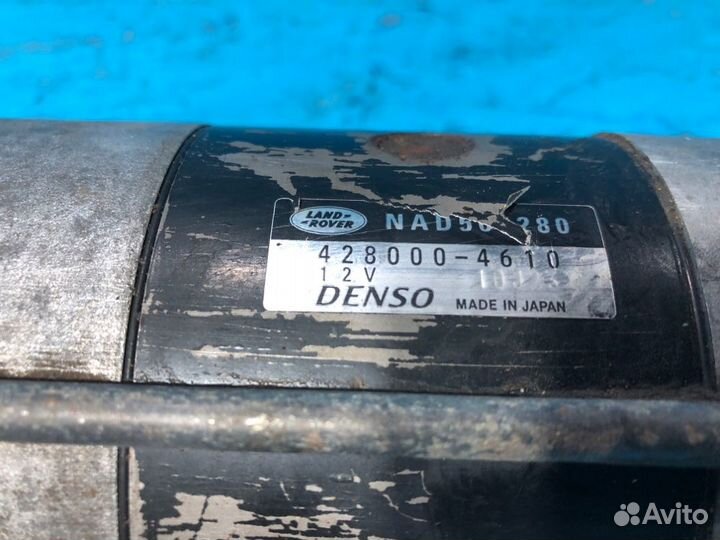 LAND-
-ROVER
428000-4610
12V
DENSO MADE IN JAPAN
Avito